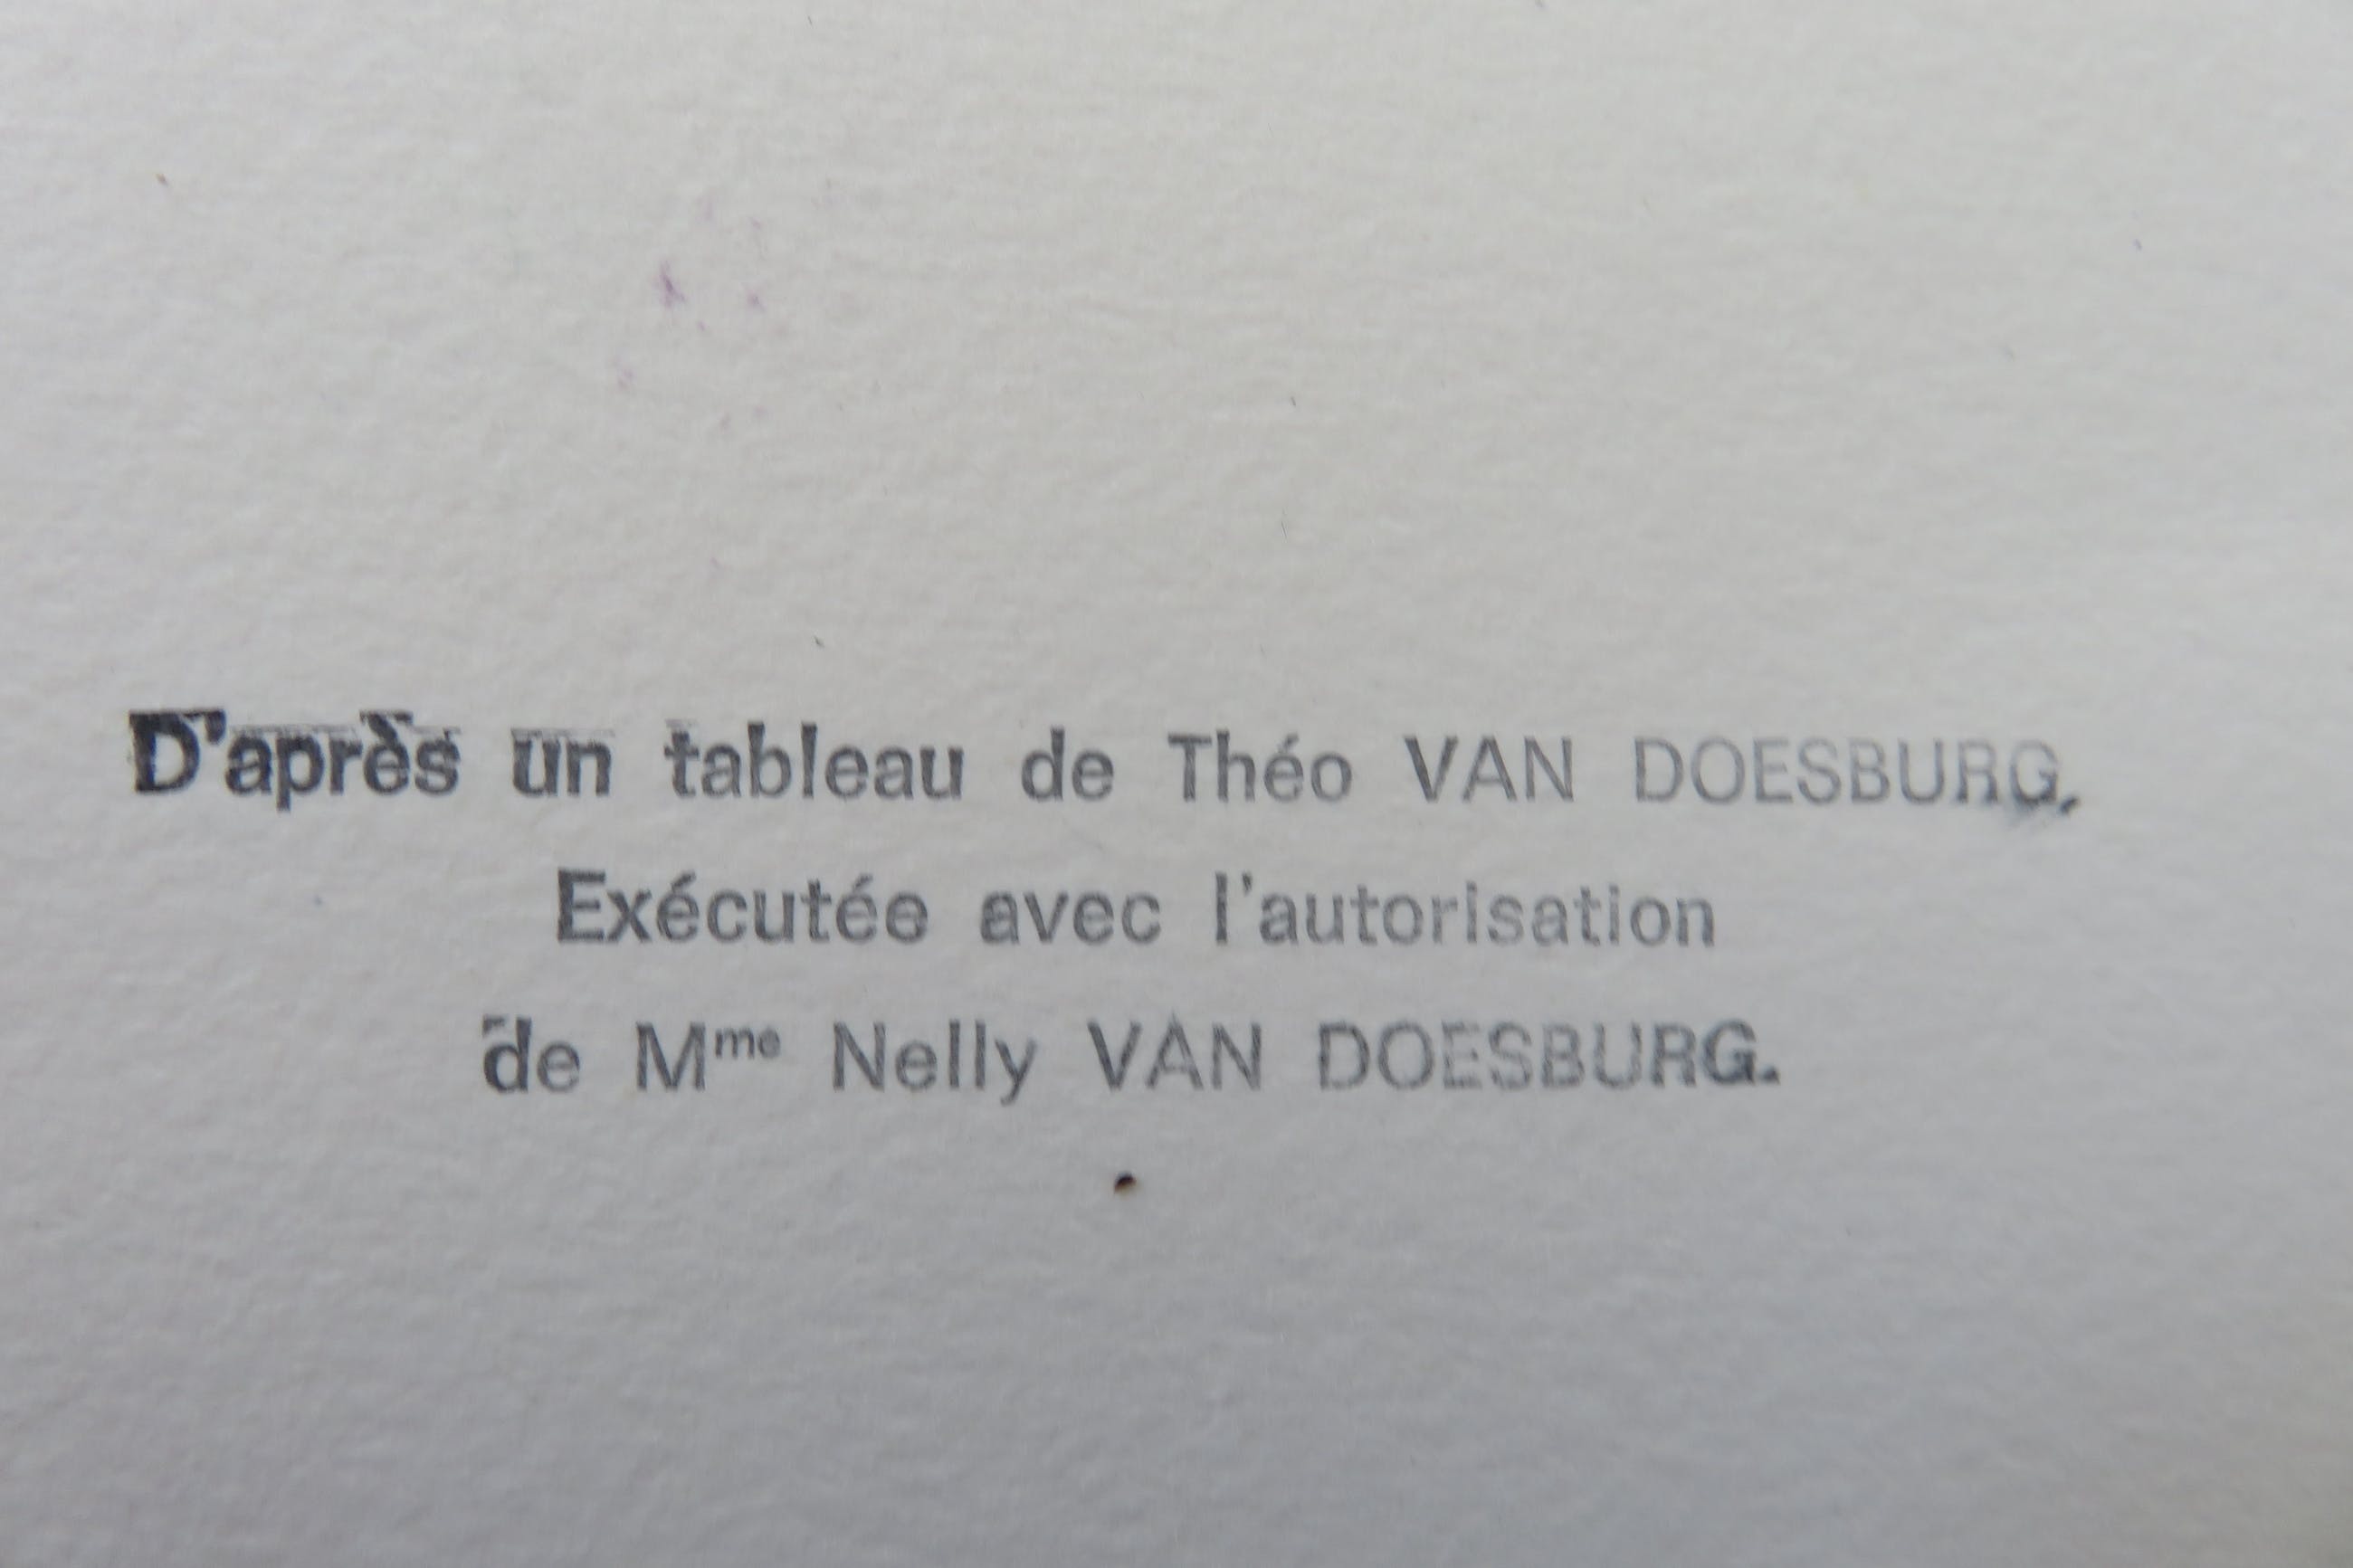 D'après un tableau de Théo VAN DOESBURG.
Exécutée avec l'autorisation
de Mme Nelly VAN DOESBURG.